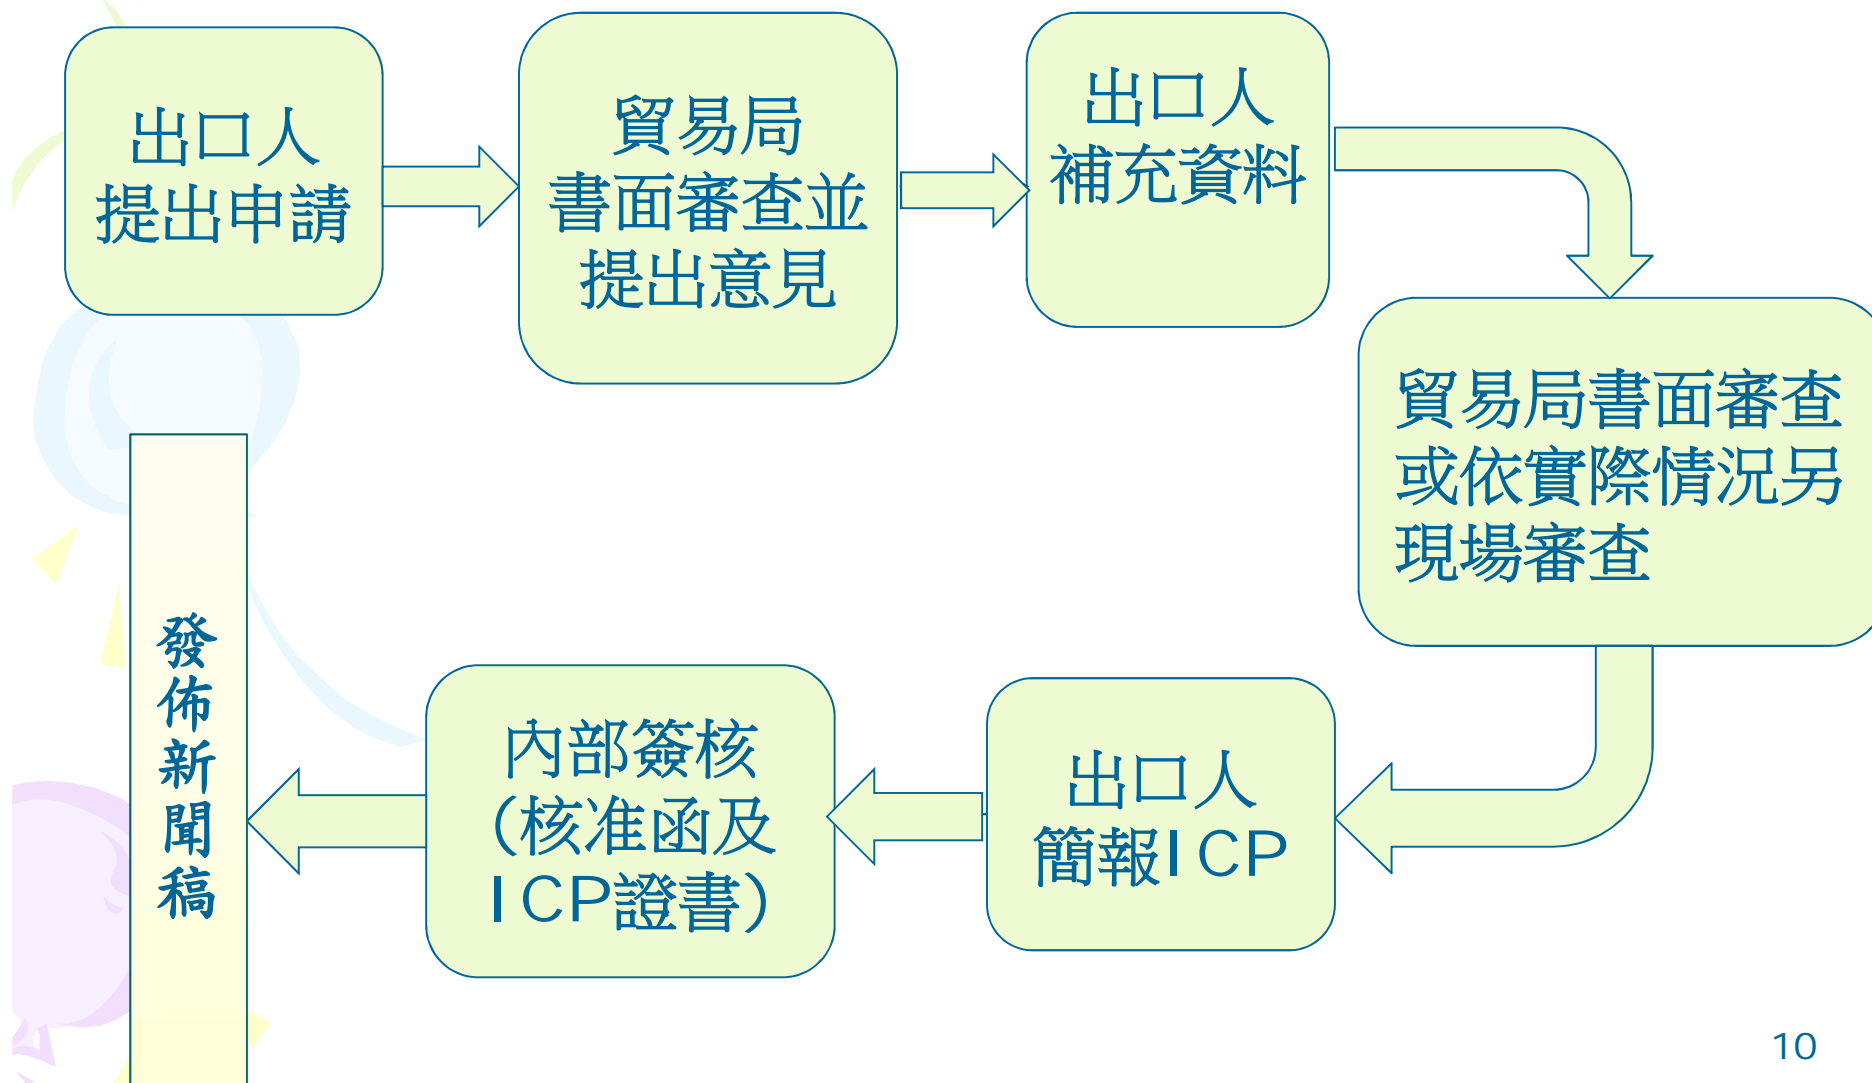 出口人
提出申請
貿易局
書面審查並
提出意見
出口人
補充資料
貿易局書面審查
或依實際情況另
現場審查
出口人
簡報ICP
內部簽核
(核准函及
ICP證書)
發佈新聞稿
10